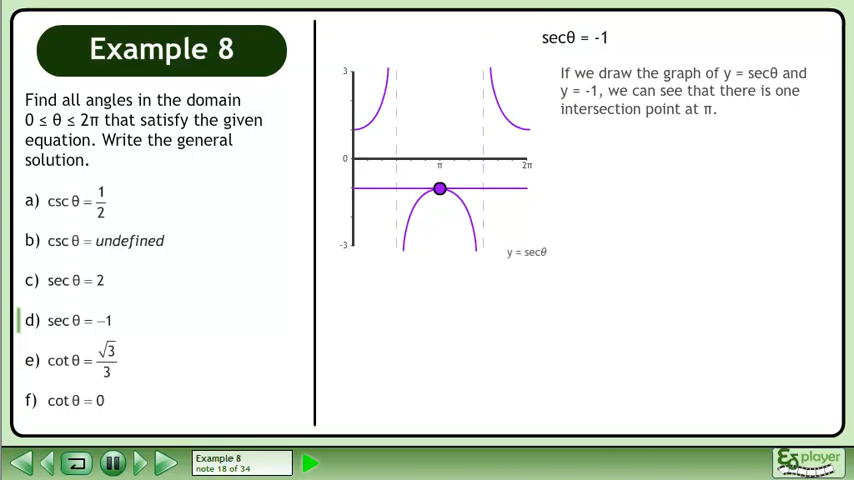 Example 8
Find all angles in the domain
0 ≤ θ ≤ 2π that satisfy the given
equation. Write the general
solution.
a) csc θ = 1/2
b) csc θ = undefined
c) sec θ = 2
d) sec θ = −1
e) cot θ = √3/3
f) cot θ = 0
secθ = -1
If we draw the graph of y = secθ and
y = -1, we can see that there is one
intersection point at π.
3
0
π
2π
-3
y = secθ
Example 8
note 18 of 34
player